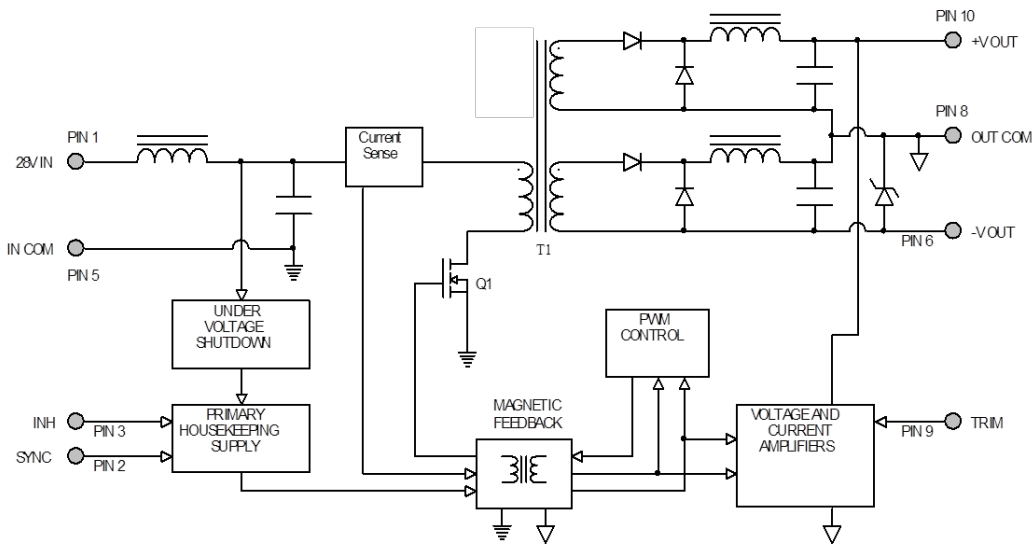 PIN 10
+VOUT
PIN 8
OUT COM
PIN 1
28V IN
Current
Sense
IN COM
PIN 5
PIN 6
-VOUT
T1
Q1
UNDER
VOLTAGE
SHUTDOWN
PWM
CONTROL
MAGNETIC
FEEDBACK
INH
PIN 3
SYNC
PIN 2
PRIMARY
HOUSEKEEPING
SUPPLY
VOLTAGE AND
CURRENT
AMPLIFIERS
PIN 9
TRIM